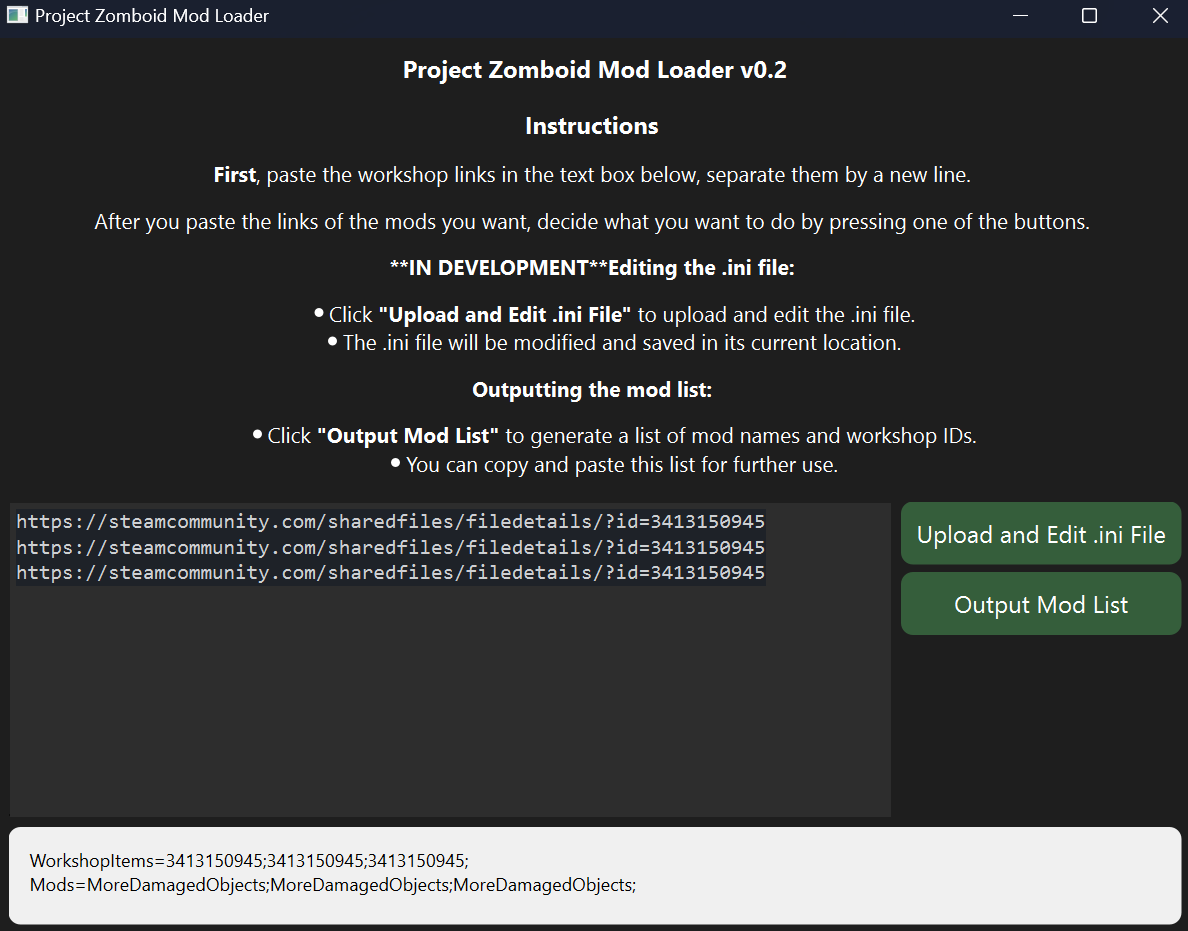 Project Zomboid Mod Loader
Project Zomboid Mod Loader v0.2
Instructions
First, paste the workshop links in the text box below, separate them by a new line.
After you paste the links of the mods you want, decide what you want to do by pressing one of the buttons.
**IN DEVELOPMENT**Editing the .ini file:
• Click "Upload and Edit .ini File" to upload and edit the .ini file.
• The .ini file will be modified and saved in its current location.
Outputting the mod list:
• Click "Output Mod List" to generate a list of mod names and workshop IDs.
• You can copy and paste this list for further use.
https://steamcommunity.com/sharedfiles/filedetails/?id=3413150945
https://steamcommunity.com/sharedfiles/filedetails/?id=3413150945
https://steamcommunity.com/sharedfiles/filedetails/?id=3413150945
Upload and Edit .ini File
Output Mod List
WorkshopItems=3413150945;3413150945;3413150945;
Mods=MoreDamagedObjects;MoreDamagedObjects;MoreDamagedObjects;